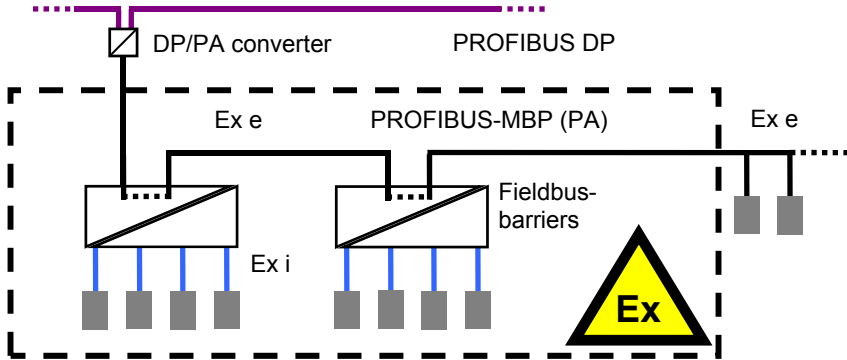 DP/PA converter
PROFIBUS DP
Ex e
PROFIBUS-MBP (PA)
Ex e
Fieldbus-
barriers
Ex i
Ex